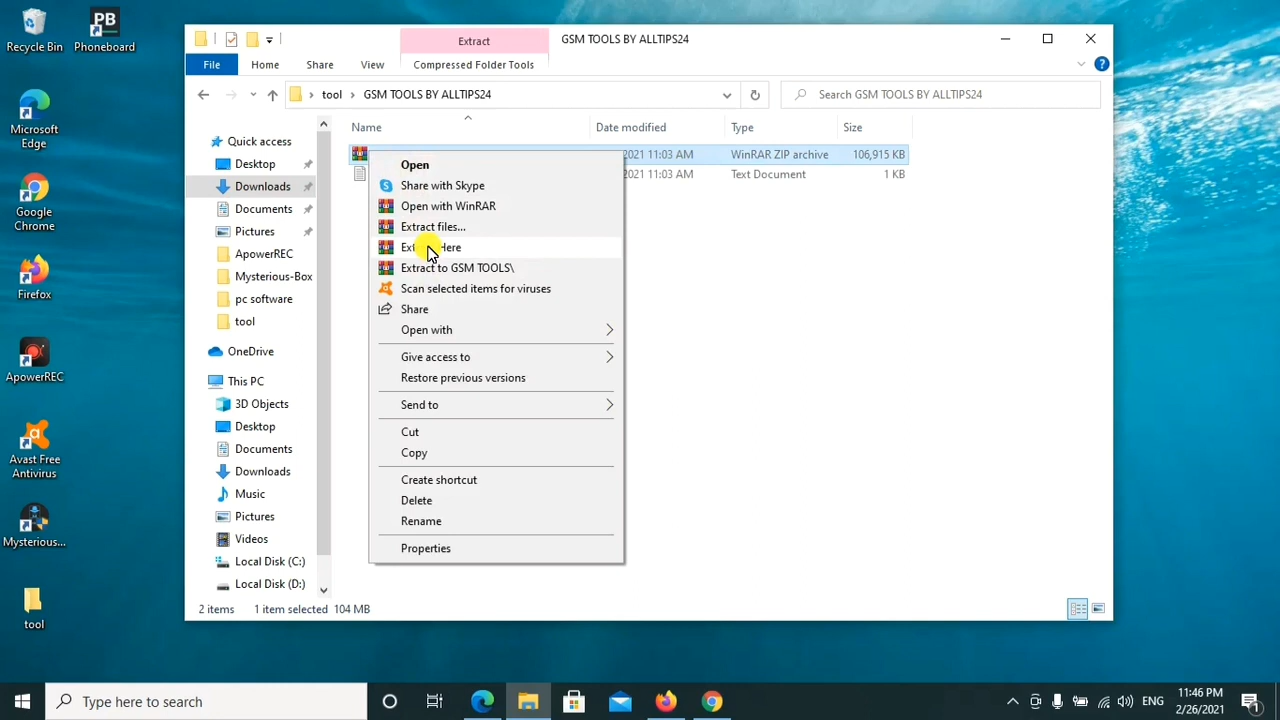 Recycle Bin
Phoneboard
Microsoft
Edge
Google
Chrome
Firefox
ApowerREC
Avast Free
Antivirus
Mysterious...
tool
Extract
GSM TOOLS BY ALLTIPS24
File
Home
Share
View
Compressed Folder Tools
tool
GSM TOOLS BY ALLTIPS24
Search GSM TOOLS BY ALLTIPS24
Quick access
Desktop
Downloads
Documents
Pictures
ApowerREC
Mysterious-Box
pc software
tool
OneDrive
This PC
3D Objects
Desktop
Documents
Downloads
Music
Pictures
Videos
Local Disk (C:)
Local Disk (D:)
Name
Date modified
Type
Size
2021 11:03 AM
WinRAR ZIP archive
106,915 KB
2021 11:03 AM
Text Document
1 KB
Open
Share with Skype
Open with WinRAR
Extract files...
Here
Extract to GSM TOOLS\
Scan selected items for viruses
Share
Open with
Give access to
Restore previous versions
Send to
Cut
Copy
Create shortcut
Delete
Rename
Properties
2 items
1 item selected 104 MB
Type here to search
ENG
11:46 PM
2/26/2021
1